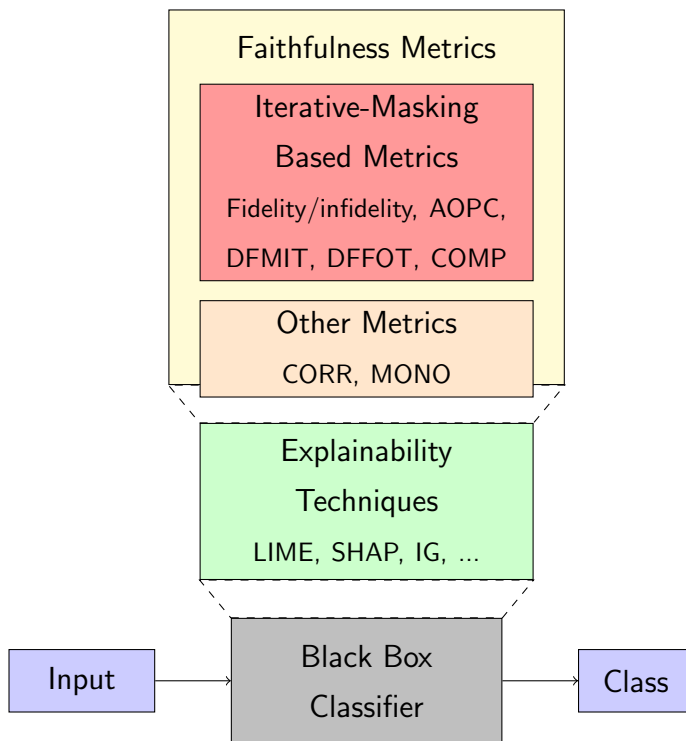 Faithfulness Metrics
Iterative-Masking
Based Metrics
Fidelity/infidelity, AOPC,
DFMIT, DFFOT, COMP
Other Metrics
CORR, MONO
Explainability
Techniques
LIME, SHAP, IG, ...
Black Box
Classifier
Input
Class